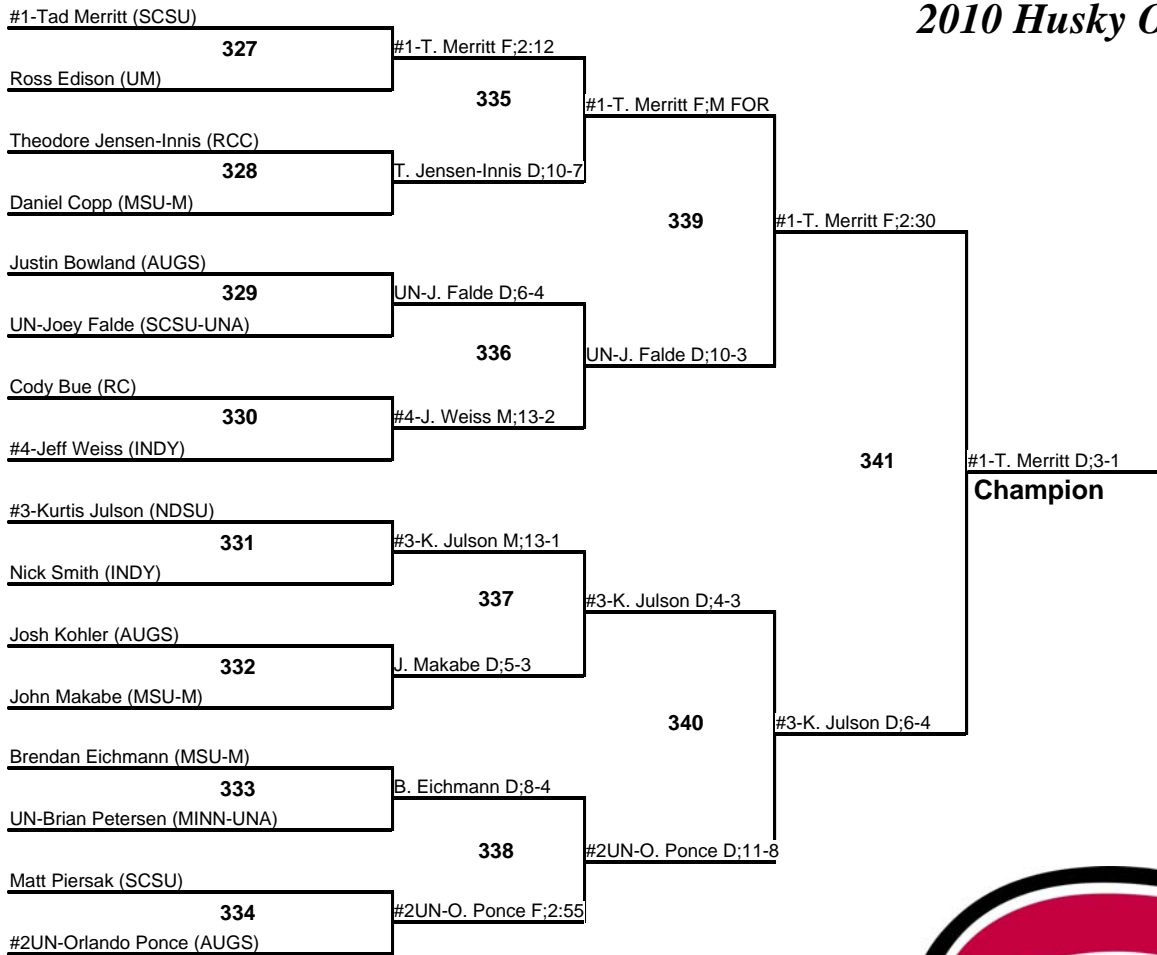 2010 Husky O
#1-Tad Merritt (SCSU)
327
Ross Edison (UM)
#1-T. Merritt F;2:12
335
#1-T. Merritt F;M FOR
Theodore Jensen-Innis (RCC)
328
Daniel Copp (MSU-M)
T. Jensen-Innis D;10-7
339
#1-T. Merritt F;2:30
Justin Bowland (AUGS)
329
UN-Joey Falde (SCSU-UNA)
UN-J. Falde D;6-4
336
UN-J. Falde D;10-3
Cody Bue (RC)
330
#4-Jeff Weiss (INDY)
#4-J. Weiss M;13-2
341
#1-T. Merritt D;3-1
Champion
#3-Kurtis Julson (NDSU)
331
Nick Smith (INDY)
#3-K. Julson M;13-1
337
#3-K. Julson D;4-3
Josh Kohler (AUGS)
332
John Makabe (MSU-M)
J. Makabe D;5-3
340
#3-K. Julson D;6-4
Brendan Eichmann (MSU-M)
333
UN-Brian Petersen (MINN-UNA)
B. Eichmann D;8-4
338
#2UN-O. Ponce D;11-8
Matt Piersak (SCSU)
334
#2UN-Orlando Ponce (AUGS)
#2UN-O. Ponce F;2:55